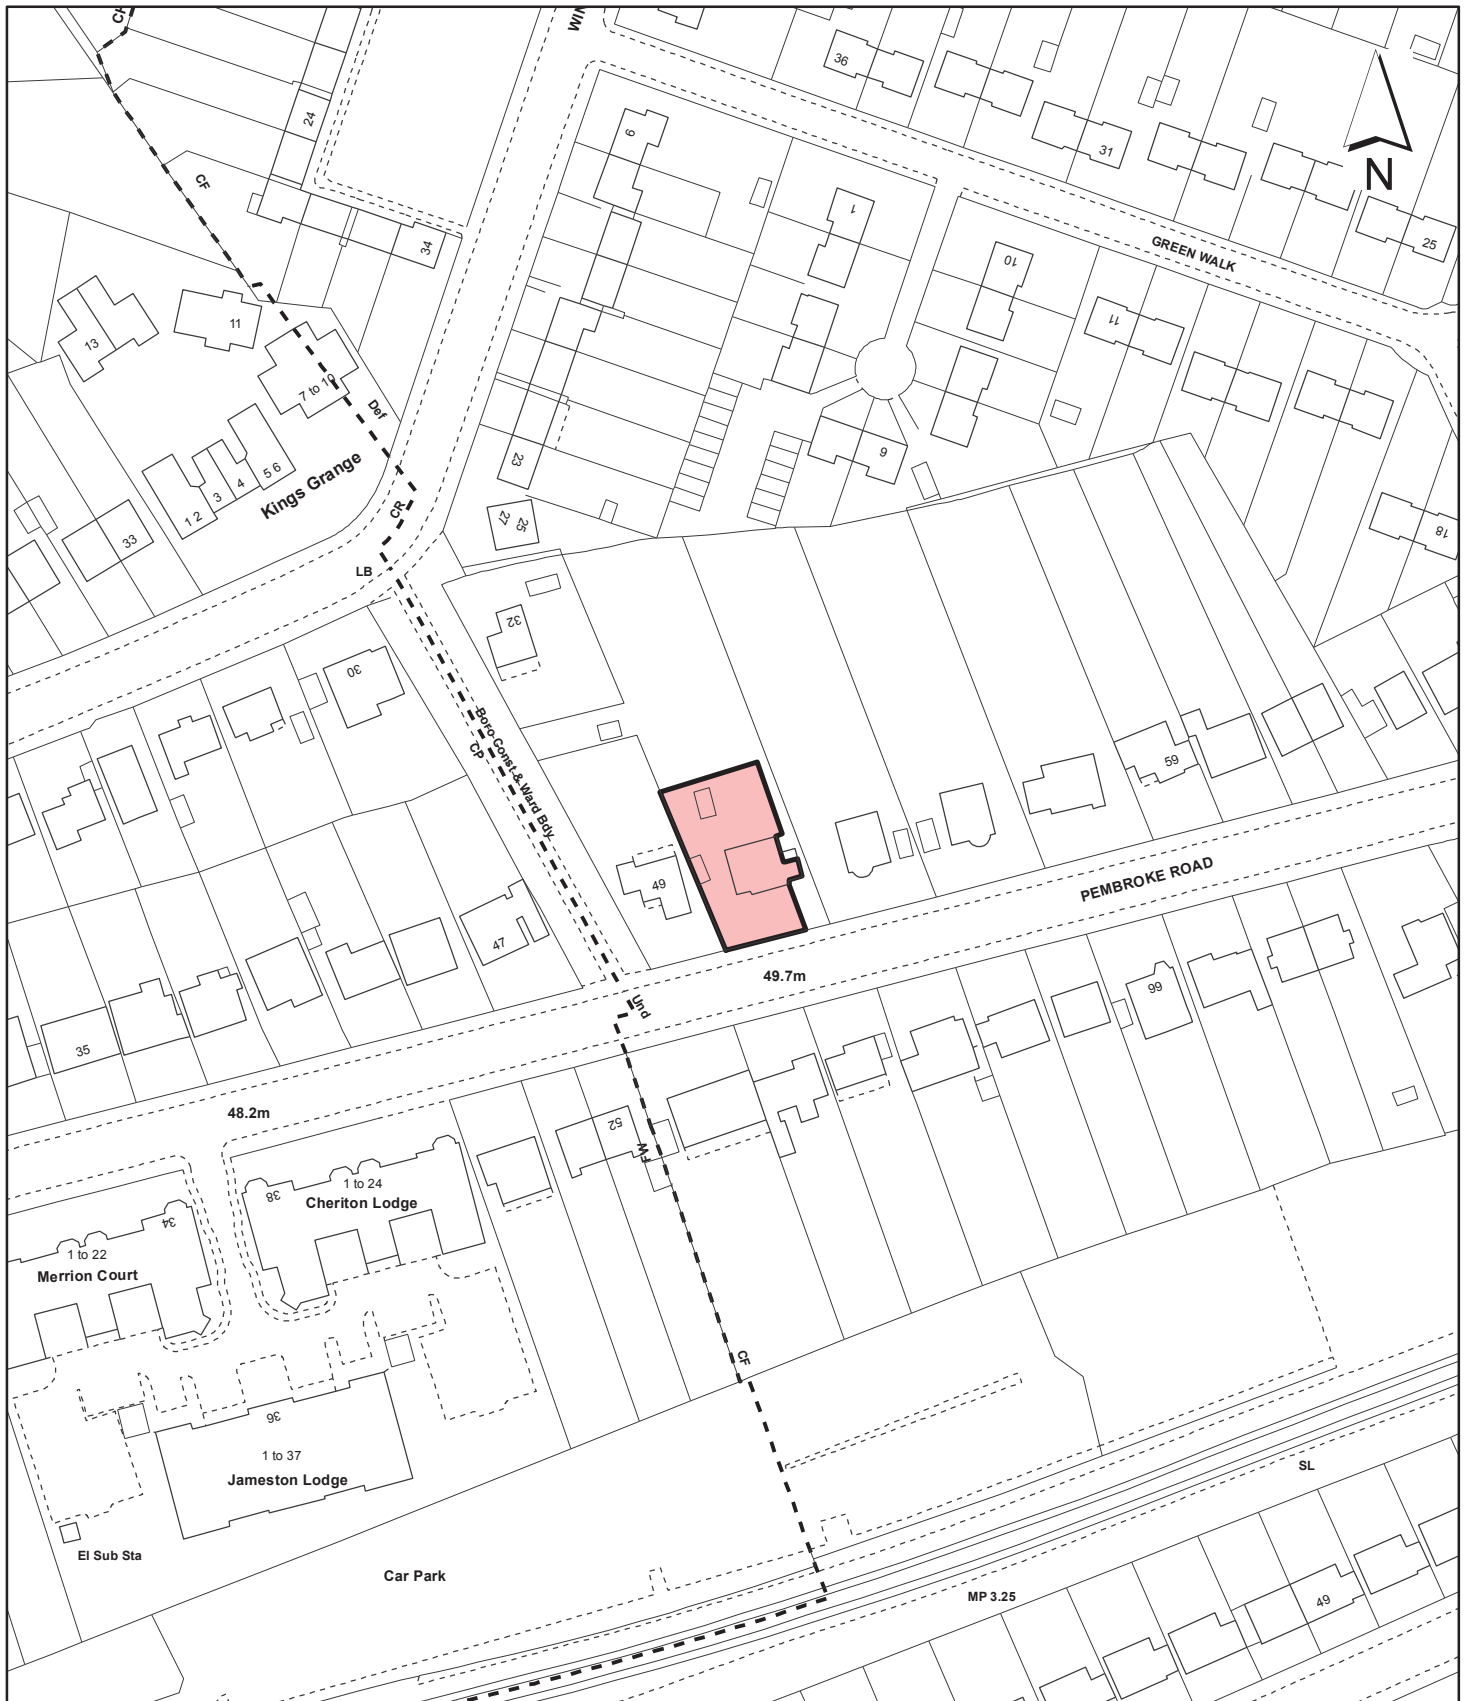 CH
WIN
36
6
24
31
N
CF
1
34
GREEN WALK
25
10
11
11
13
7 to 10
Def
9
23
5 6
4
3
1 2
Kings Grange
33
CR
27
25
18
LB
32
30
Boro Const & Ward Bdy
CP
59
PEMBROKE ROAD
49
47
49.7m
Und
66
35
48.2m
52
FW
38
1 to 24
Cheriton Lodge
34
1 to 22
Merrion Court
CF
36
1 to 37
Jameston Lodge
SL
El Sub Sta
Car Park
MP 3.25
49